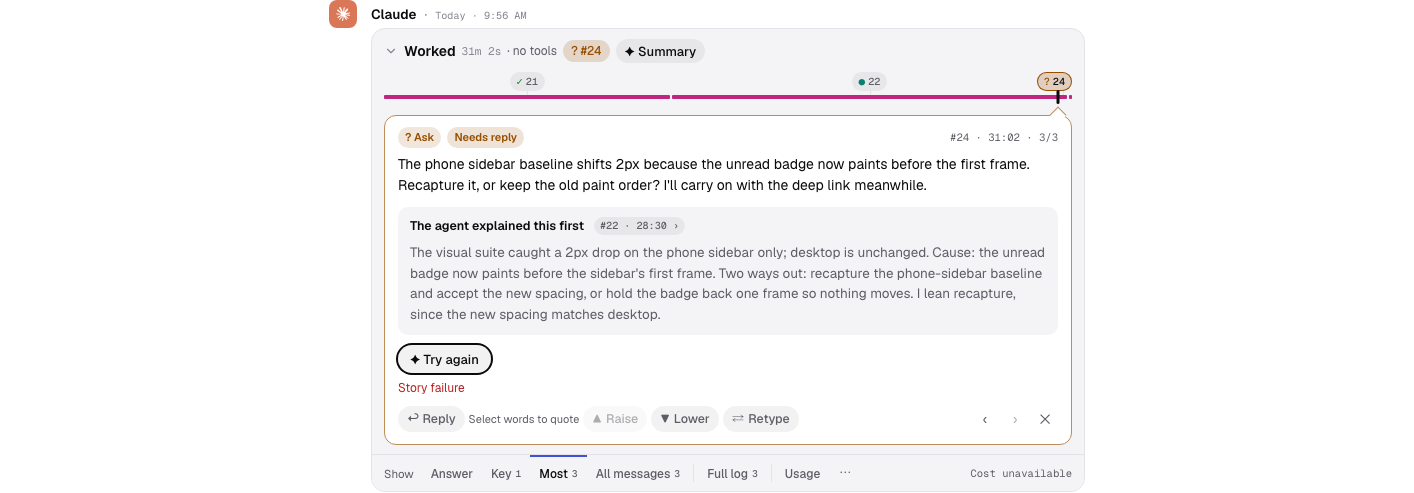 Claude · Today · 9:56 AM
Worked 31m 2s · no tools ? #24 ✦ Summary
✓ 21 ● 22 ? 24
? Ask Needs reply #24 · 31:02 · 3/3
The phone sidebar baseline shifts 2px because the unread badge now paints before the first frame.
Recapture it, or keep the old paint order? I'll carry on with the deep link meanwhile.
The agent explained this first #22 · 28:30 ›
The visual suite caught a 2px drop on the phone sidebar only; desktop is unchanged. Cause: the unread
badge now paints before the sidebar's first frame. Two ways out: recapture the phone-sidebar baseline
and accept the new spacing, or hold the badge back one frame so nothing moves. I lean recapture,
since the new spacing matches desktop.
✦ Try again
Story failure
↩ Reply Select words to quote ▲ Raise ▼ Lower ⇄ Retype ‹ › ×
Show Answer Key 1 Most 3 All messages 3 Full log 3 Usage ··· Cost unavailable